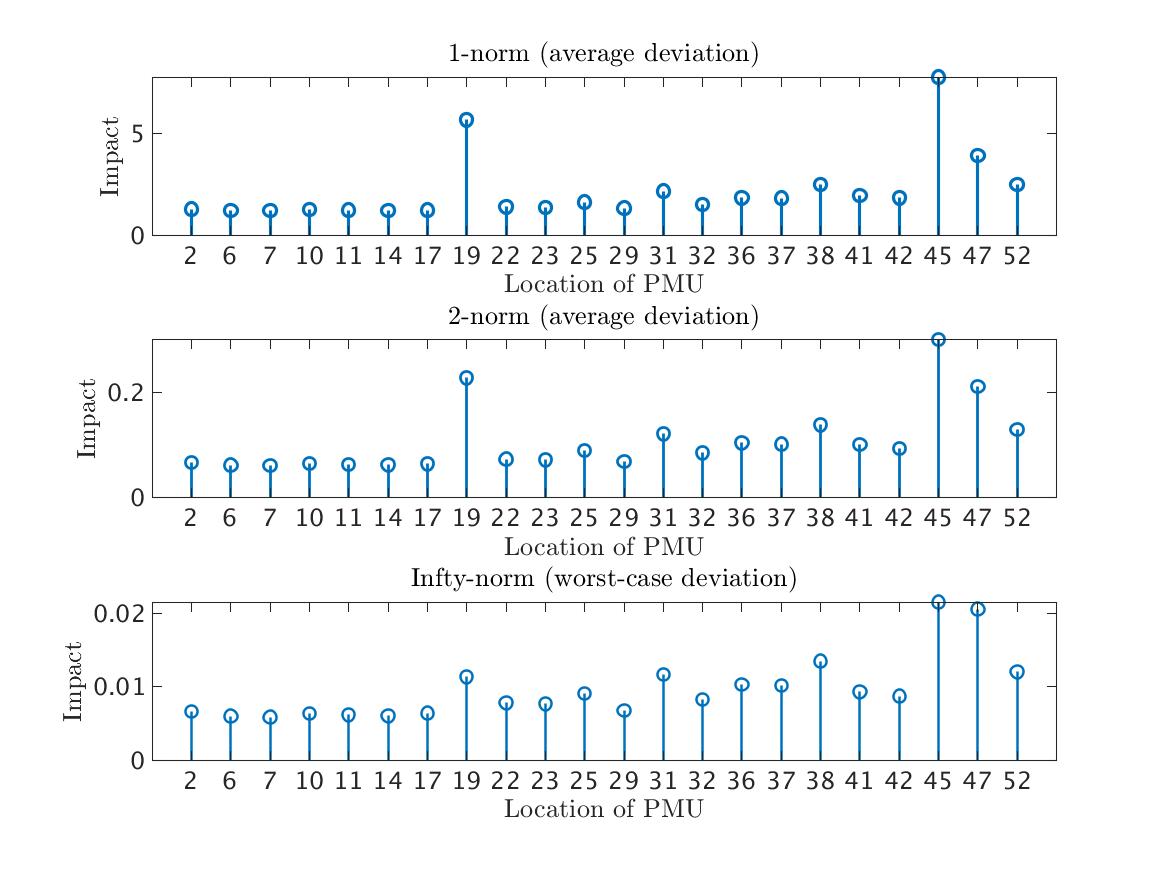 1-norm (average deviation)
5
0
Impact
2 6 7 10 11 14 17 19 22 23 25 29 31 32 36 37 38 41 42 45 47 52
Location of PMU
2-norm (average deviation)
0.2
0
Impact
2 6 7 10 11 14 17 19 22 23 25 29 31 32 36 37 38 41 42 45 47 52
Location of PMU
Infty-norm (worst-case deviation)
0.02
0.01
0
Impact
2 6 7 10 11 14 17 19 22 23 25 29 31 32 36 37 38 41 42 45 47 52
Location of PMU